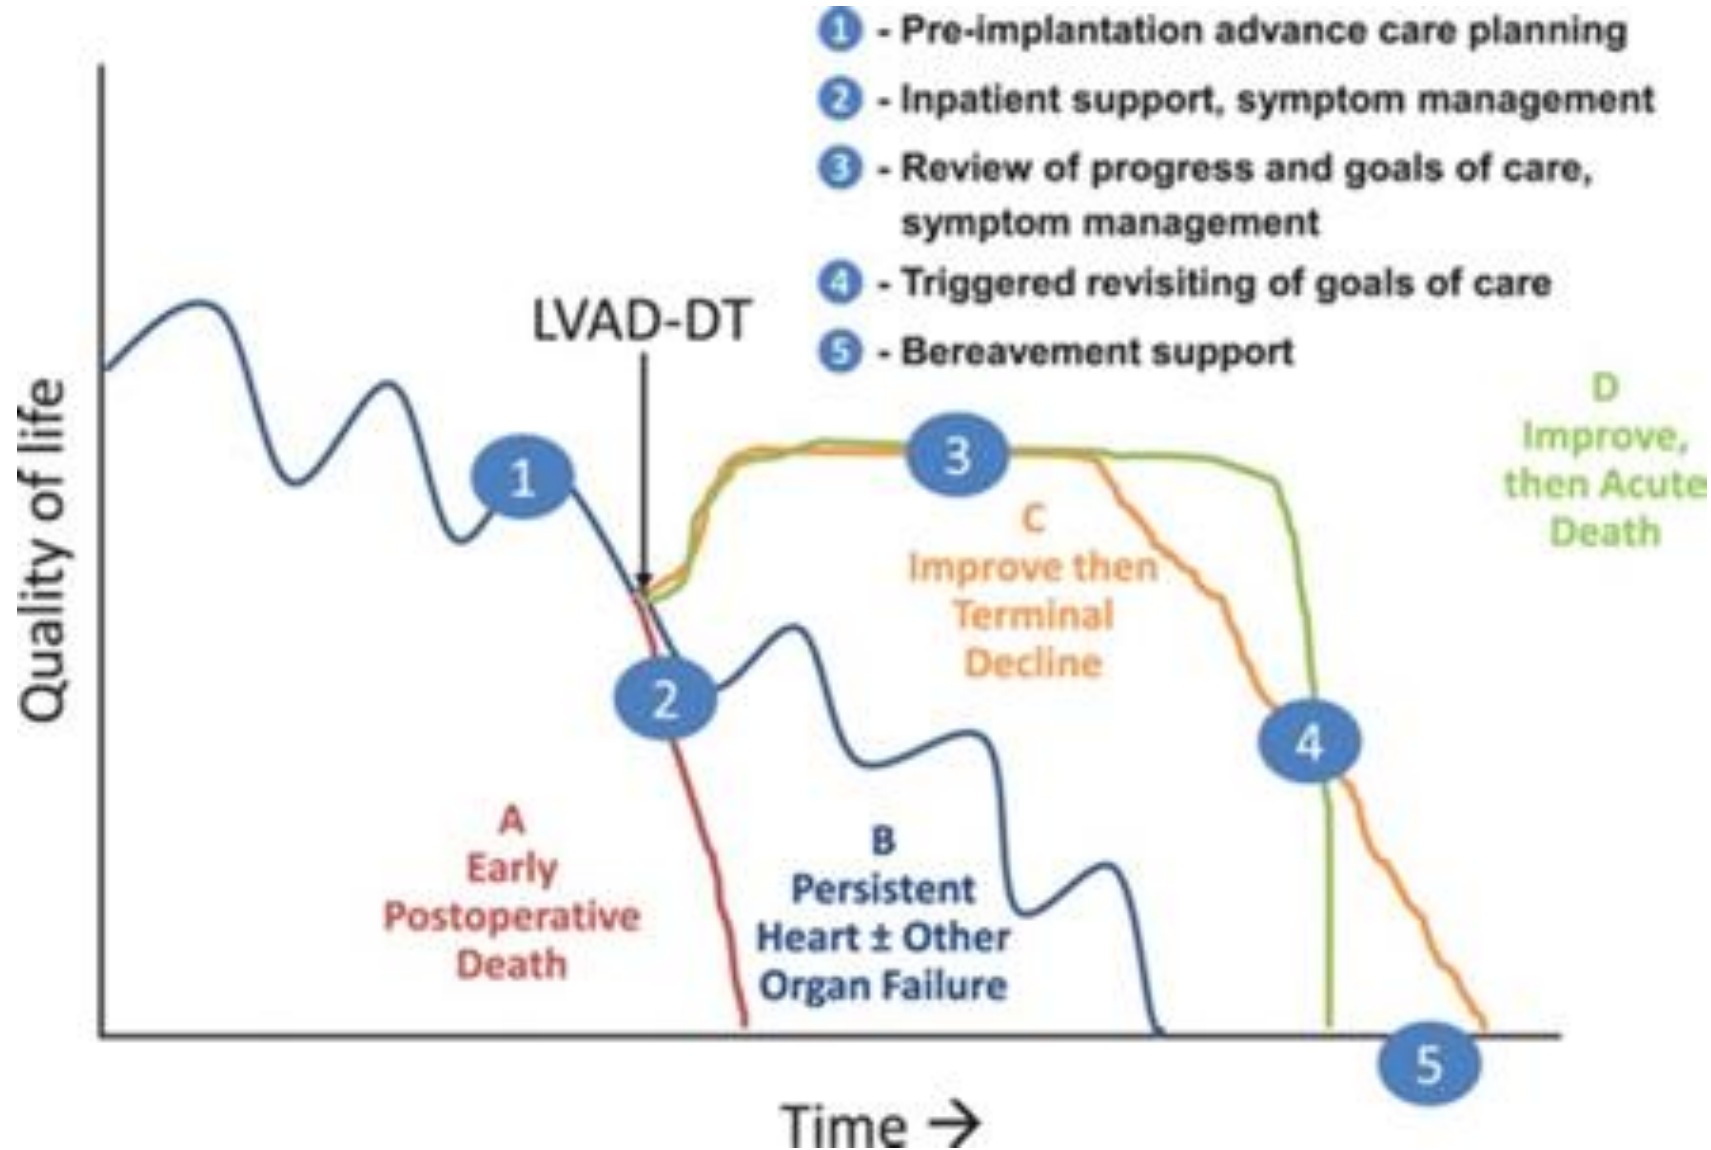 1 - Pre-implantation advance care planning
2 - Inpatient support, symptom management
3 - Review of progress and goals of care,
symptom management
4 - Triggered revisiting of goals of care
5 - Bereavement support
LVAD-DT
Quality of life
D
Improve,
then Acute
Death
1
3
C
Improve then
Terminal
Decline
2
4
A
Early
Postoperative
Death
B
Persistent
Heart ± Other
Organ Failure
5
Time →